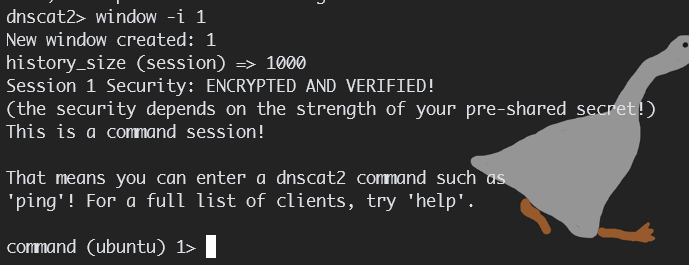 dnscat2> window -i 1
New window created: 1
history_size (session) => 1000
Session 1 Security: ENCRYPTED AND VERIFIED!
(the security depends on the strength of your pre-shared secret!)
This is a command session!
That means you can enter a dnscat2 command such as
'ping'! For a full list of clients, try 'help'.
command (ubuntu) 1>